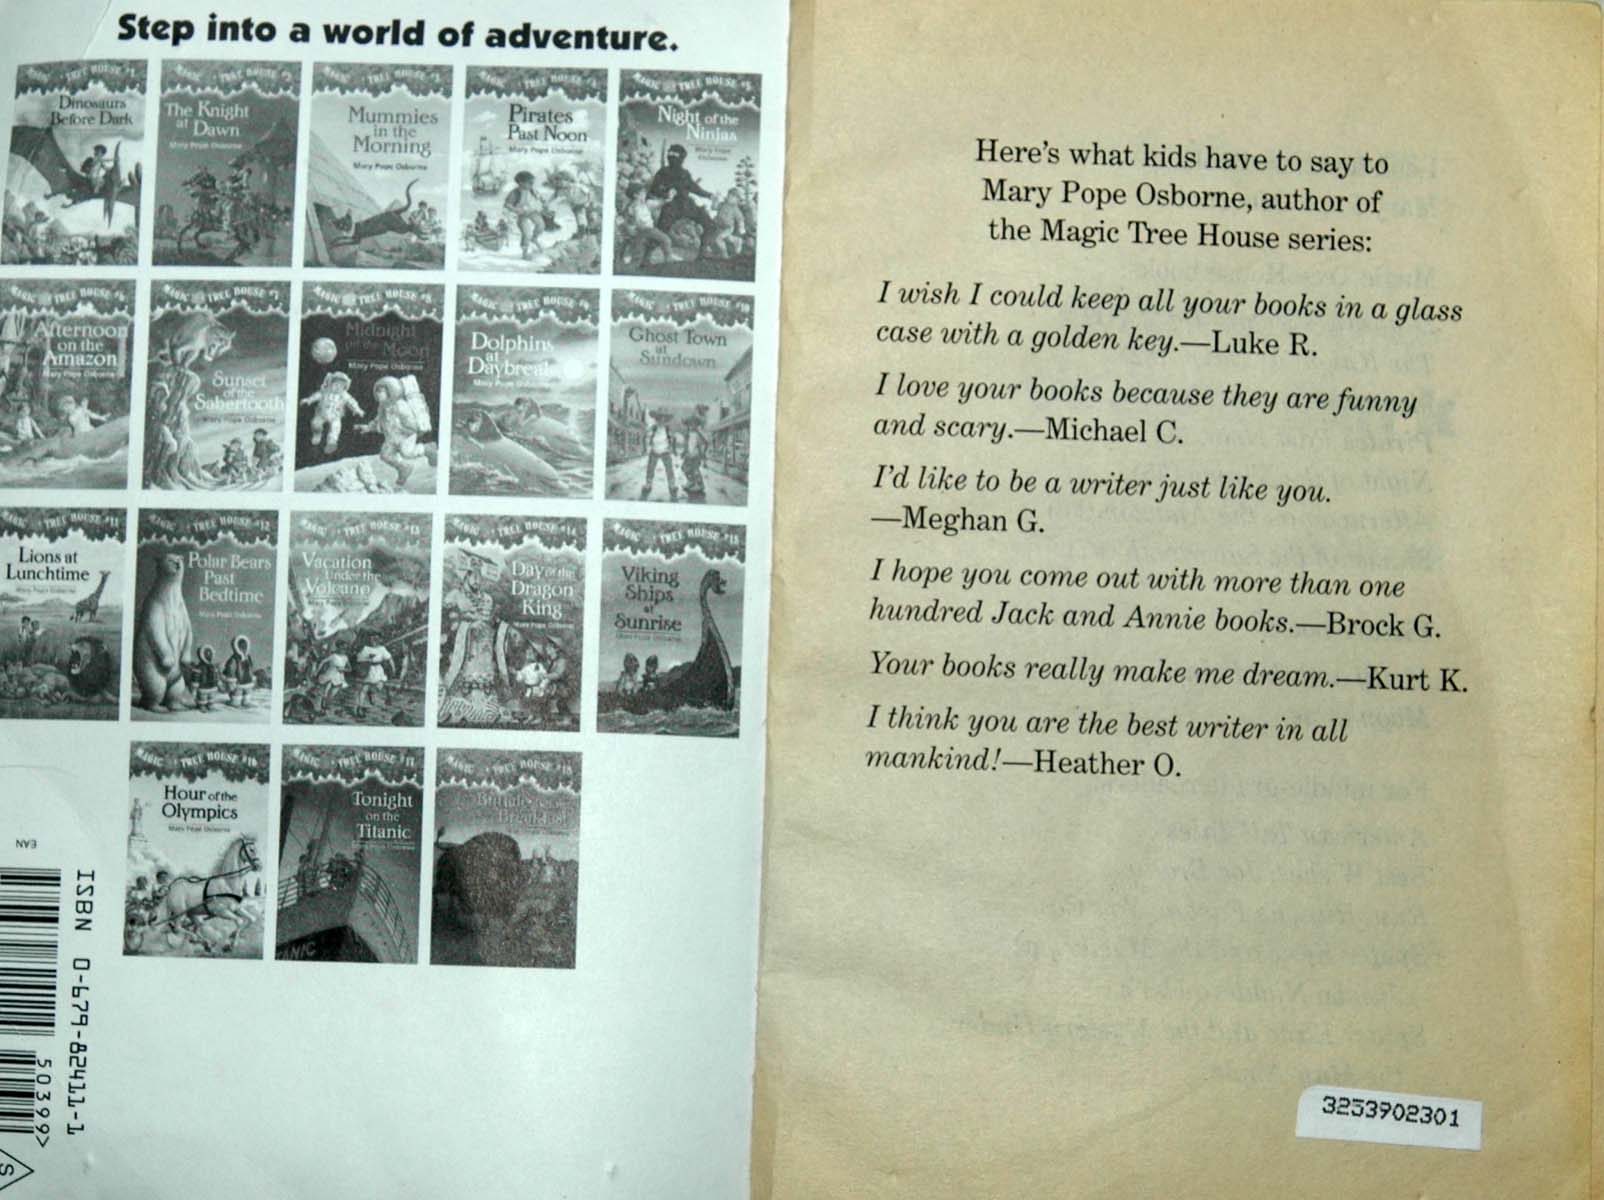 Step into a world of adventure.
MAGIC TREE HOUSE #1
Dinosaurs
Before Dark
MAGIC TREE HOUSE #2
The Knight
at Dawn
Mary Pope Osborne
MAGIC TREE HOUSE #3
Mummies
in the
Morning
Mary Pope Osborne
MAGIC TREE HOUSE #4
Pirates
Past Noon
Mary Pope Osborne
MAGIC TREE HOUSE #5
Night of the
Ninjas
Mary Pope
Osborne
MAGIC TREE HOUSE #6
Afternoon
on the
Amazon
Mary Pope Osborne
MAGIC TREE HOUSE #7
Sunset
of the
Sabertooth
Mary Pope Osborne
MAGIC TREE HOUSE #8
Midnight
on the
Moon
Mary Pope Osborne
MAGIC TREE HOUSE #9
Dolphins
at
Daybreak
Mary Pope Osborne
MAGIC TREE HOUSE #10
Ghost Town
at
Sundown
MAGIC TREE HOUSE #11
Lions at
Lunchtime
MAGIC TREE HOUSE #12
Polar Bears
Past
Bedtime
Mary Pope Osborne
MAGIC TREE HOUSE #13
Vacation
Under the
Volcano
Mary Pope Osborne
MAGIC TREE HOUSE #14
Day of the
Dragon
King
Mary Pope Osborne
MAGIC TREE HOUSE #15
Viking
Ships
at
Sunrise
Mary Pope Osborne
MAGIC TREE HOUSE #16
Hour of the
Olympics
Mary Pope Osborne
MAGIC TREE HOUSE #17
Tonight
on the
Titanic
Mary Pope Osborne
ANIC
MAGIC TREE HOUSE #18
Buffalo
Breakfast
EAN
ISBN 0-679-82411-1
50399>
S
Here's what kids have to say to
Mary Pope Osborne, author of
the Magic Tree House series:
I wish I could keep all your books in a glass
case with a golden key.—Luke R.
I love your books because they are funny
and scary.—Michael C.
I'd like to be a writer just like you.
—Meghan G.
I hope you come out with more than one
hundred Jack and Annie books.—Brock G.
Your books really make me dream.—Kurt K.
I think you are the best writer in all
mankind!—Heather O.
3253902301